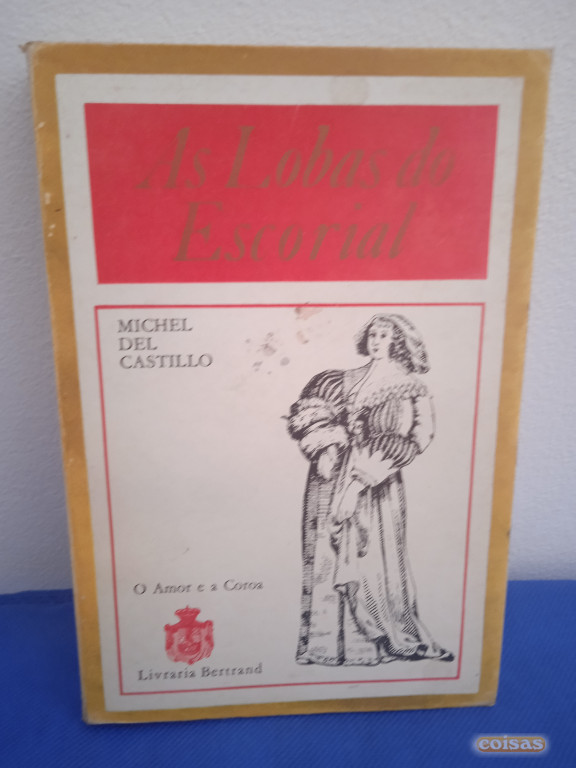 As Lobas do
Escorial
MICHEL
DEL
CASTILLO
O Amor e a Coroa
Livraria Bertrand
coisas